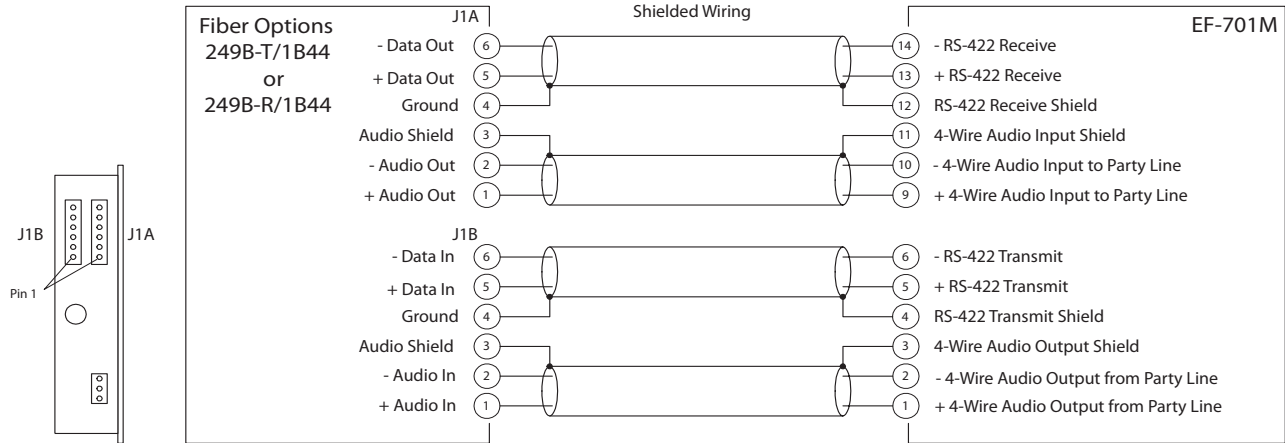 Shielded Wiring
Fiber Options
249B-T/1B44
or
249B-R/1B44
EF-701M
J1A
- Data Out 6 14 - RS-422 Receive
+ Data Out 5 13 + RS-422 Receive
Ground 4 12 RS-422 Receive Shield
Audio Shield 3 11 4-Wire Audio Input Shield
- Audio Out 2 10 - 4-Wire Audio Input to Party Line
+ Audio Out 1 9 + 4-Wire Audio Input to Party Line
J1B
- Data In 6 6 - RS-422 Transmit
+ Data In 5 5 + RS-422 Transmit
Ground 4 4 RS-422 Transmit Shield
Audio Shield 3 3 4-Wire Audio Output Shield
- Audio In 2 2 - 4-Wire Audio Output from Party Line
+ Audio In 1 1 + 4-Wire Audio Output from Party Line
J1B J1A
Pin 1